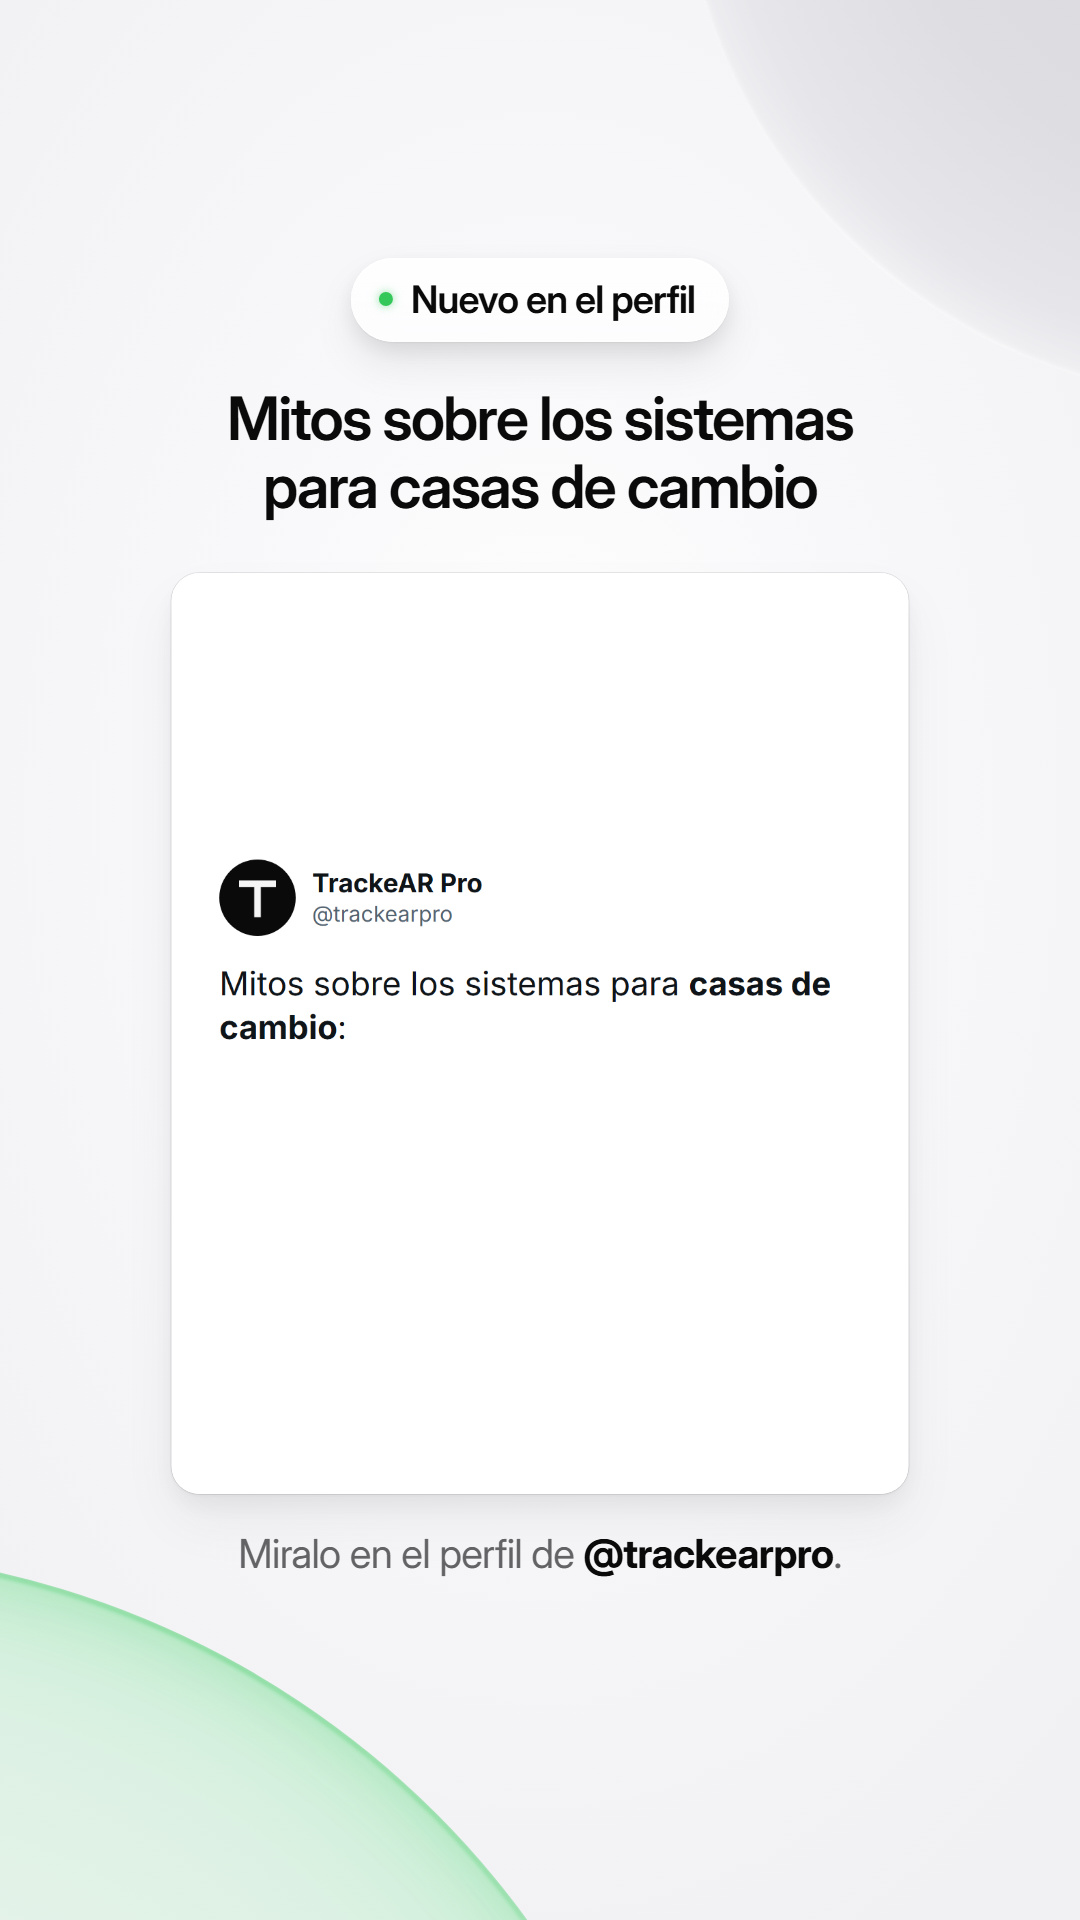 Nuevo en el perfil
Mitos sobre los sistemas
para casas de cambio
T
TrackeAR Pro
@trackearpro
Mitos sobre los sistemas para casas de
cambio:
Miralo en el perfil de @trackearpro.